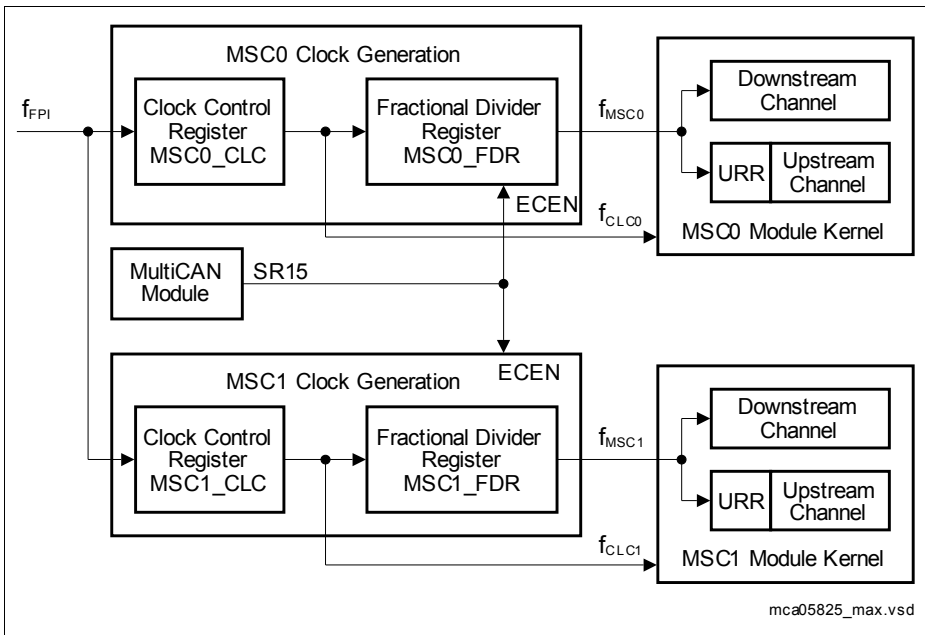 MSC0 Clock Generation
f_FPI
Clock Control
Register
MSC0_CLC
Fractional Divider
Register
MSC0_FDR
ECEN
f_MSC0
f_CLC0
Downstream
Channel
URR
Upstream
Channel
MSC0 Module Kernel
MultiCAN
Module
SR15
MSC1 Clock Generation
ECEN
Clock Control
Register
MSC1_CLC
Fractional Divider
Register
MSC1_FDR
f_MSC1
f_CLC1
Downstream
Channel
URR
Upstream
Channel
MSC1 Module Kernel
mca05825_max.vsd